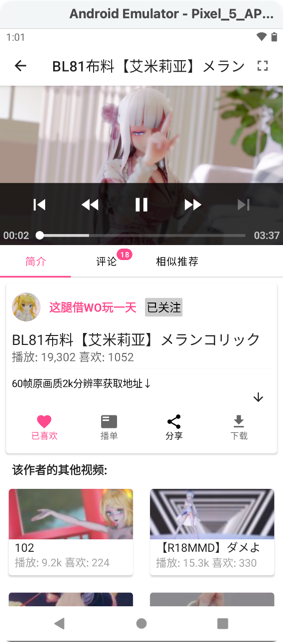 Android Emulator - Pixel_5_AP...
1:01
BL81布料【艾米莉亚】メラン
00:02
03:37
简介
评论
18
相似推荐
这腿借WO玩一天
已关注
BL81布料【艾米莉亚】メランコリック
播放: 19,302 喜欢: 1052
60帧原画质2k分辨率获取地址↓
已喜欢
播单
分享
下载
该作者的其他视频:
102
【R18MMD】ダメよ
播放: 9.2k 喜欢: 224
播放: 15.3k 喜欢: 330